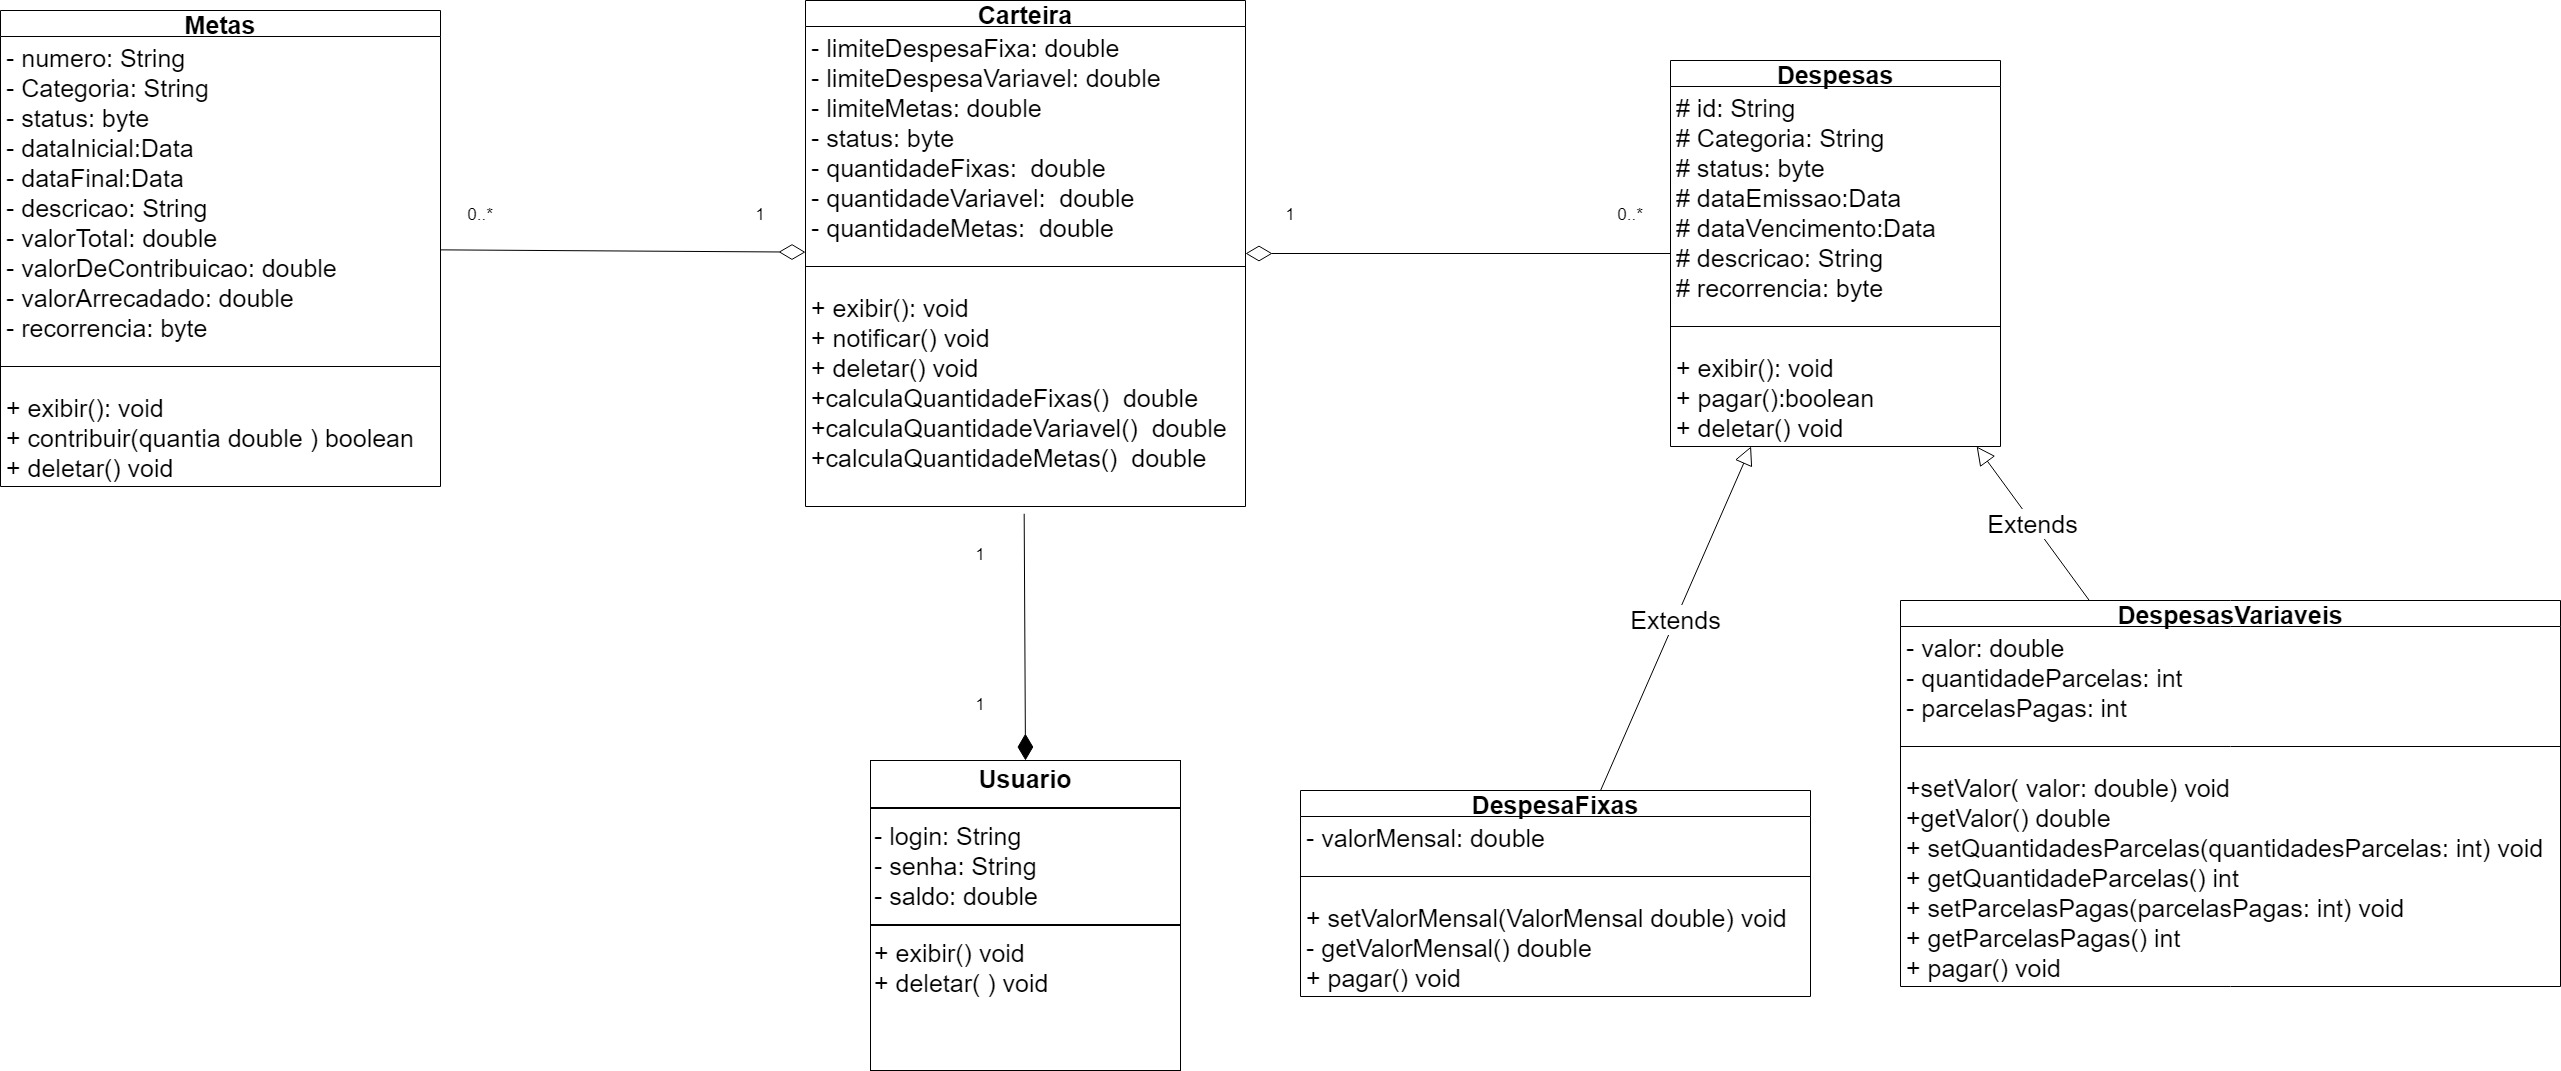 Metas
- numero: String
- Categoria: String
- status: byte
- dataInicial:Data
- dataFinal:Data
- descricao: String
- valorTotal: double
- valorDeContribuicao: double
- valorArrecadado: double
- recorrencia: byte
+ exibir(): void
+ contribuir(quantia double ) boolean
+ deletar() void
0..*
1
Carteira
- limiteDespesaFixa: double
- limiteDespesaVariavel: double
- limiteMetas: double
- status: byte
- quantidadeFixas:  double
- quantidadeVariavel:  double
- quantidadeMetas:  double
+ exibir(): void
+ notificar() void
+ deletar() void
+calculaQuantidadeFixas()  double
+calculaQuantidadeVariavel()  double
+calculaQuantidadeMetas()  double
1
0..*
Despesas
# id: String
# Categoria: String
# status: byte
# dataEmissao:Data
# dataVencimento:Data
# descricao: String
# recorrencia: byte
+ exibir(): void
+ pagar():boolean
+ deletar() void
1
1
Extends
Extends
Usuario
- login: String
- senha: String
- saldo: double
+ exibir() void
+ deletar( ) void
DespesaFixas
- valorMensal: double
+ setValorMensal(ValorMensal double) void
- getValorMensal() double
+ pagar() void
DespesasVariaveis
- valor: double
- quantidadeParcelas: int
- parcelasPagas: int
+setValor( valor: double) void
+getValor() double
+ setQuantidadesParcelas(quantidadesParcelas: int) void
+ getQuantidadeParcelas() int
+ setParcelasPagas(parcelasPagas: int) void
+ getParcelasPagas() int
+ pagar() void